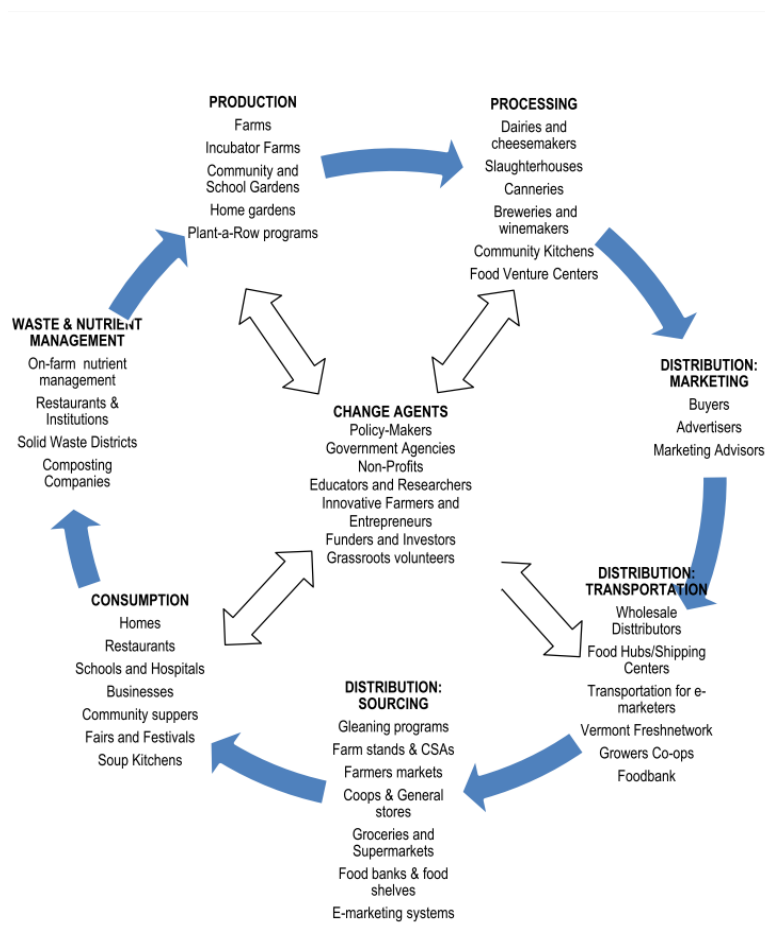 PRODUCTION
Farms
Incubator Farms
Community and
School Gardens
Home gardens
Plant-a-Row programs
PROCESSING
Dairies and
cheesemakers
Slaughterhouses
Canneries
Breweries and
winemakers
Community Kitchens
Food Venture Centers
DISTRIBUTION:
MARKETING
Buyers
Advertisers
Marketing Advisors
DISTRIBUTION:
TRANSPORTATION
Wholesale
Disttributors
Food Hubs/Shipping
Centers
Transportation for e-
marketers
Vermont Freshnetwork
Growers Co-ops
Foodbank
DISTRIBUTION:
SOURCING
Gleaning programs
Farm stands & CSAs
Farmers markets
Coops & General
stores
Groceries and
Supermarkets
Food banks & food
shelves
E-marketing systems
CONSUMPTION
Homes
Restaurants
Schools and Hospitals
Businesses
Community suppers
Fairs and Festivals
Soup Kitchens
WASTE & NUTRIENT
MANAGEMENT
On-farm nutrient
management
Restaurants &
Institutions
Solid Waste Districts
Composting
Companies
CHANGE AGENTS
Policy-Makers
Government Agencies
Non-Profits
Educators and Researchers
Innovative Farmers and
Entrepreneurs
Funders and Investors
Grassroots volunteers